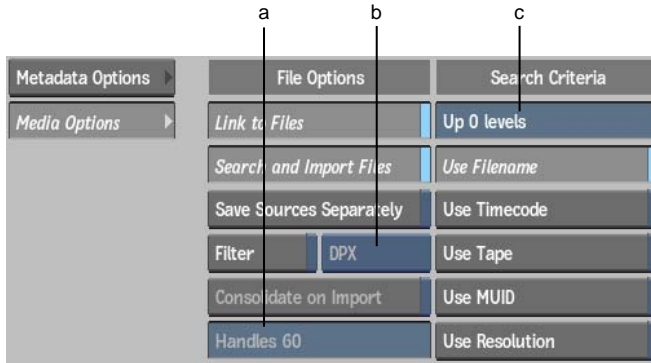 a b c
Metadata Options File Options Search Criteria
Media Options Link to Files Up 0 levels
Search and Import Files Use Filename
Save Sources Separately Use Timecode
Filter DPX Use Tape
Consolidate on Import Use MUID
Handles 60 Use Resolution